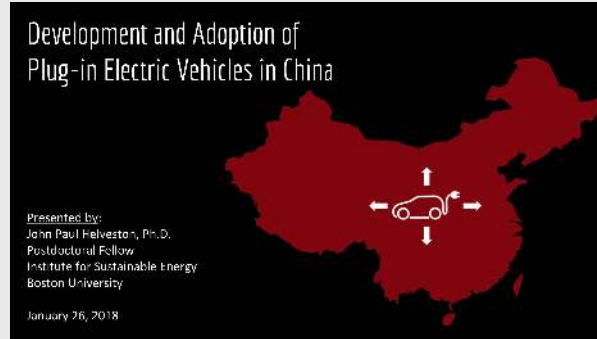 Development and Adoption of
Plug-in Electric Vehicles in China
Presented by:
John Paul Helveston, Ph.D.
Postdoctoral Fellow
Institute for Sustainable Energy
Boston University
January 26, 2018